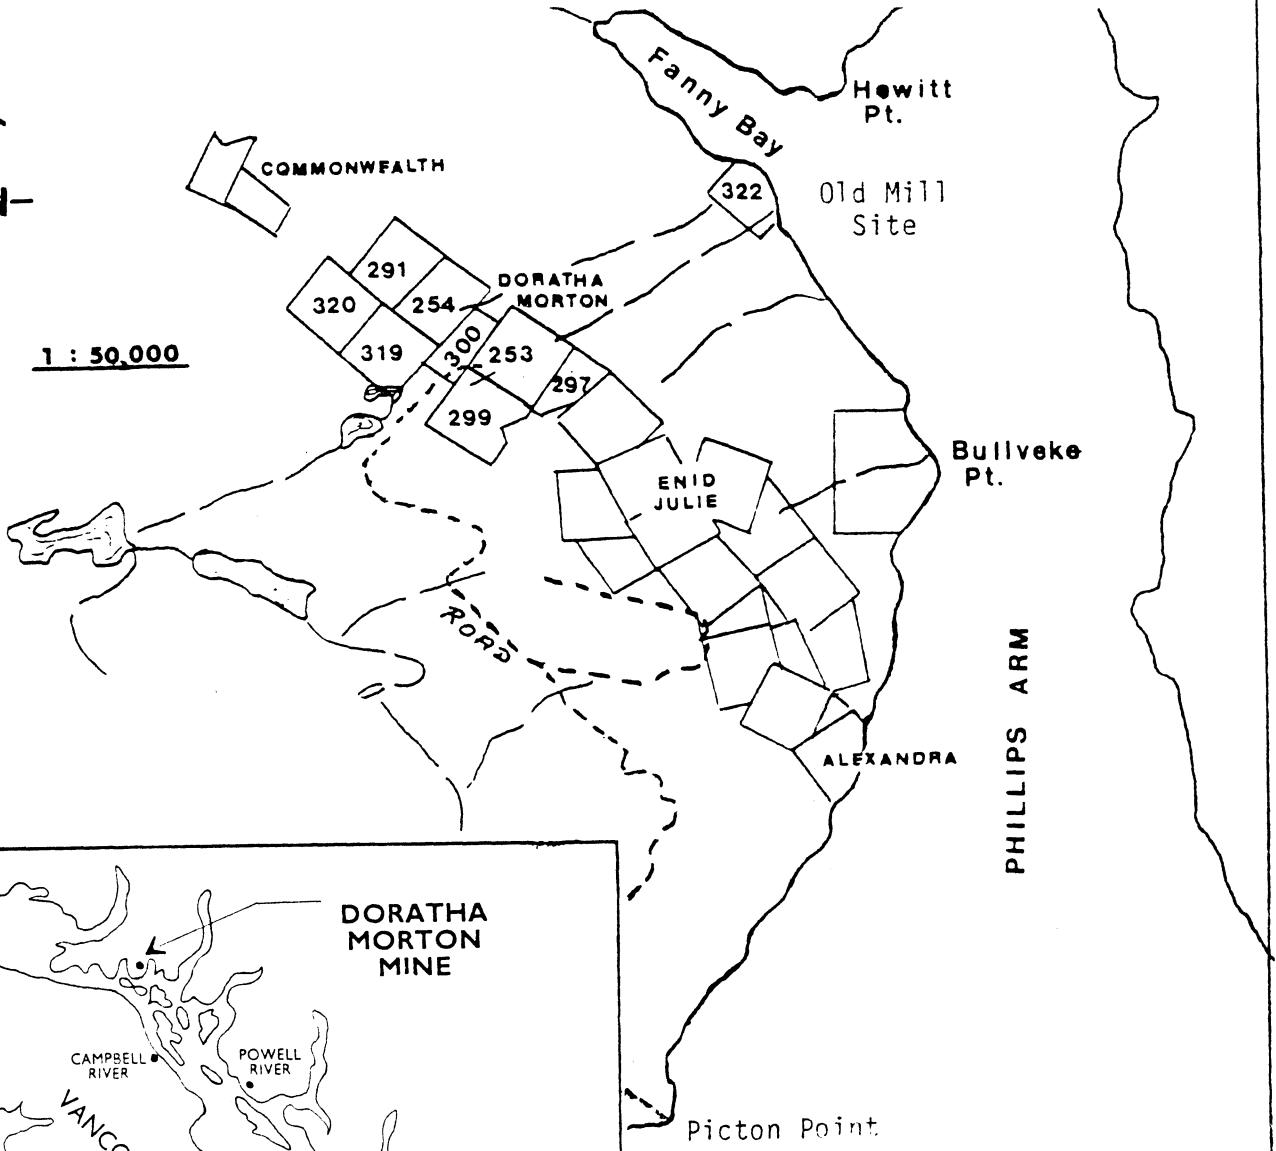 Fanny Bay
Hewitt
Pt.
COMMONWFALTH
322
Old Mill
Site
291
DORATHA
MORTON
320
254
300
1 : 50,000
319
253
297
299
Bullveke
Pt.
ENID
JULIE
ROAD
PHILLIPS ARM
ALEXANDRA
DORATHA
MORTON
MINE
CAMPBELL
RIVER
POWELL
RIVER
VANCO
Picton Point